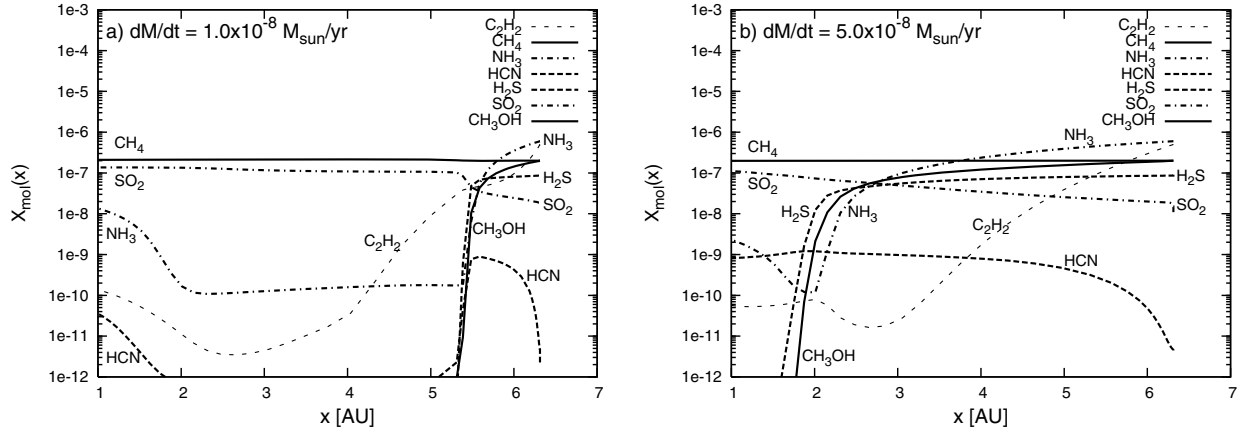 a) dM/dt = 1.0x10⁻⁸ M_sun/yr
C₂H₂
CH₄
NH₃
HCN
H₂S
SO₂
CH₃OH
1e-3
1e-4
1e-5
1e-6
1e-7
1e-8
1e-9
1e-10
1e-11
1e-12
X_mol(x)
CH₄
SO₂
NH₃
HCN
C₂H₂
NH₃
H₂S
SO₂
CH₃OH
HCN
1 2 3 4 5 6 7
x [AU]
b) dM/dt = 5.0x10⁻⁸ M_sun/yr
C₂H₂
CH₄
NH₃
HCN
H₂S
SO₂
CH₃OH
1e-3
1e-4
1e-5
1e-6
1e-7
1e-8
1e-9
1e-10
1e-11
1e-12
X_mol(x)
CH₄
SO₂
H₂S
NH₃
NH₃
H₂S
SO₂
C₂H₂
HCN
CH₃OH
1 2 3 4 5 6 7
x [AU]